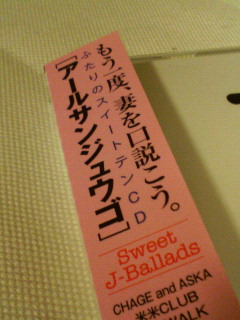 もう一度、妻を口説こう。
ふたりのスイートテンCD
[アールサンジュウゴ]
Sweet
J-Ballads
CHAGE and ASKA
米米CLUB
WALK